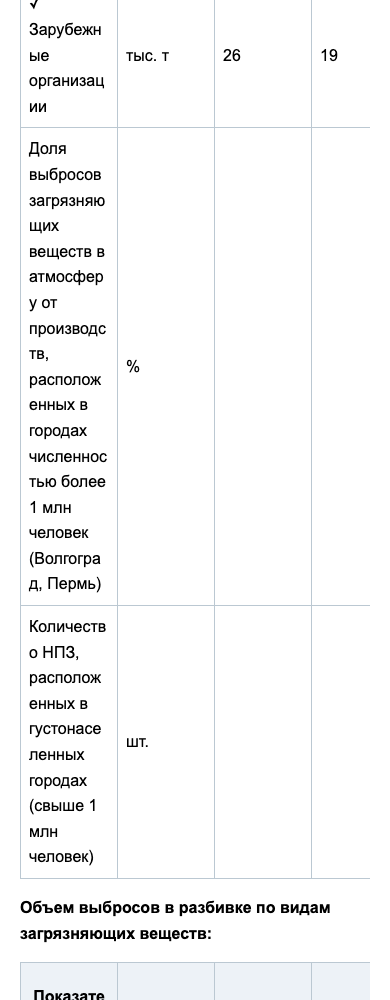 ✓
Зарубежн
ые
организац
ии
тыс. т
26
19
Доля
выбросов
загрязняю
щих
веществ в
атмосфер
у от
производс
тв,
располож
енных в
городах
численнос
тью более
1 млн
человек
(Волгогра
д, Пермь)
%
Количеств
о НПЗ,
располож
енных в
густонасе
ленных
городах
(свыше 1
млн
человек)
шт.
Объем выбросов в разбивке по видам
загрязняющих веществ:
Показате